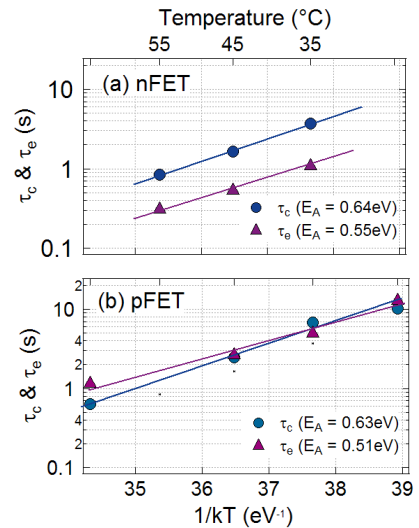 Temperature (°C)
55 45 35
(a) nFET
10
1
0.1
τc & τe (s)
τc (EA = 0.64eV)
τe (EA = 0.55eV)
(b) pFET
2
10
2
1
2
0.1
τc & τe (s)
τc (EA = 0.63eV)
τe (EA = 0.51eV)
35 36 37 38 39
1/kT (eV⁻¹)